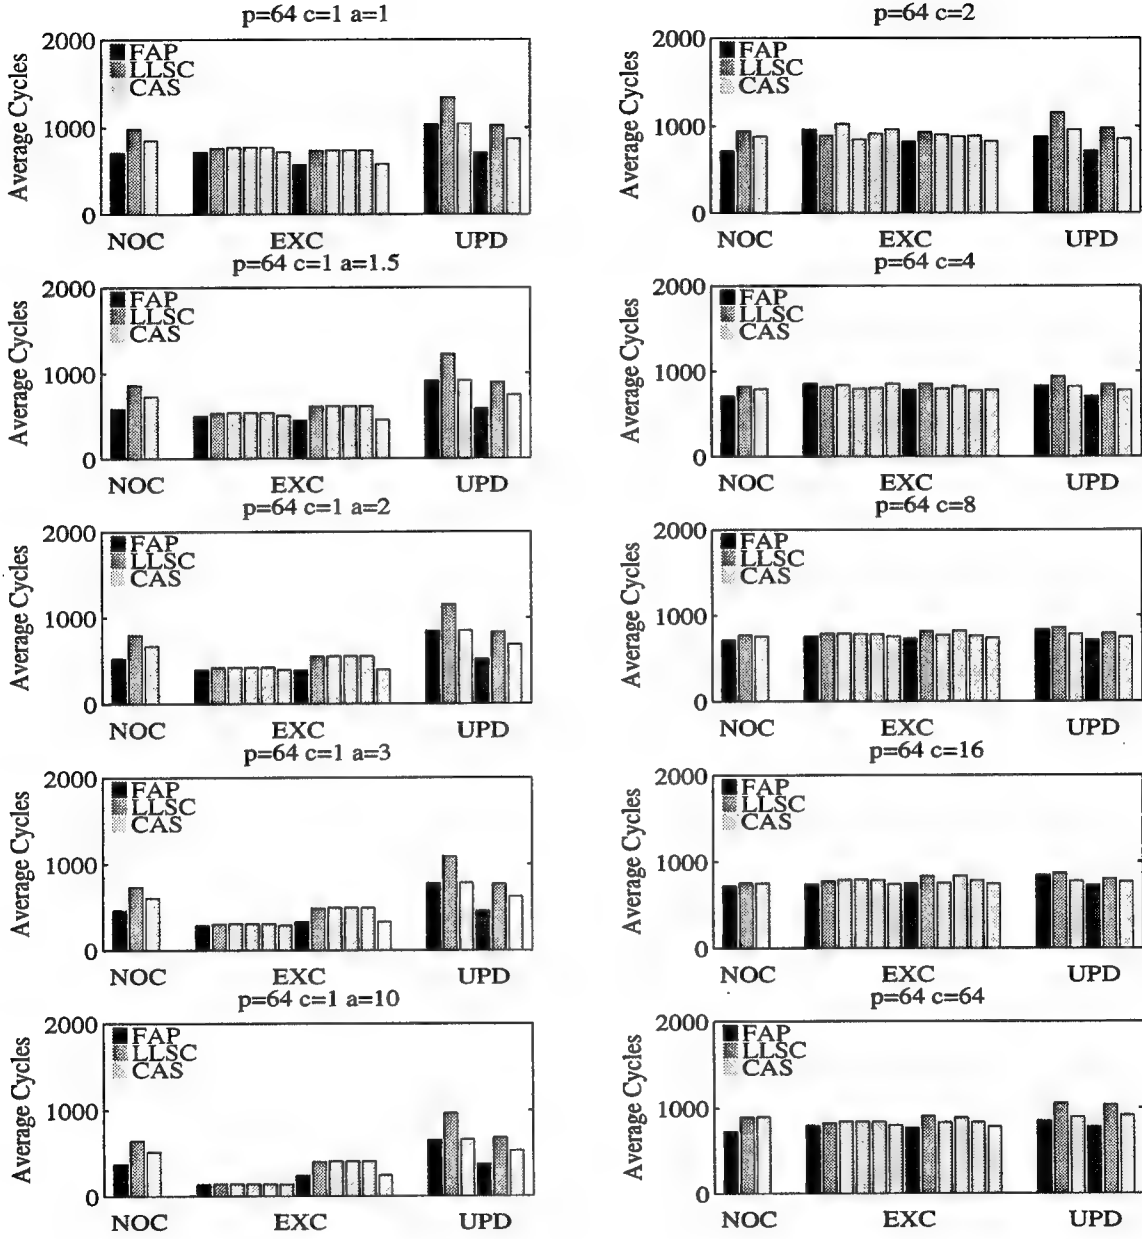 p=64 c=1 a=1
Average Cycles
2000
1000
0
FAP
LLSC
CAS
NOC EXC UPD
p=64 c=1 a=1.5
Average Cycles
2000
1000
0
FAP
LLSC
CAS
NOC EXC UPD
p=64 c=1 a=2
Average Cycles
2000
1000
0
FAP
LLSC
CAS
NOC EXC UPD
p=64 c=1 a=3
Average Cycles
2000
1000
0
FAP
LLSC
CAS
NOC EXC UPD
p=64 c=1 a=10
Average Cycles
2000
1000
0
FAP
LLSC
CAS
NOC EXC UPD
p=64 c=2
Average Cycles
2000
1000
0
FAP
LLSC
CAS
NOC EXC UPD
p=64 c=4
Average Cycles
2000
1000
0
FAP
LLSC
CAS
NOC EXC UPD
p=64 c=8
Average Cycles
2000
1000
0
FAP
LLSC
CAS
NOC EXC UPD
p=64 c=16
Average Cycles
2000
1000
0
FAP
LLSC
CAS
NOC EXC UPD
p=64 c=64
Average Cycles
2000
1000
0
FAP
LLSC
CAS
NOC EXC UPD